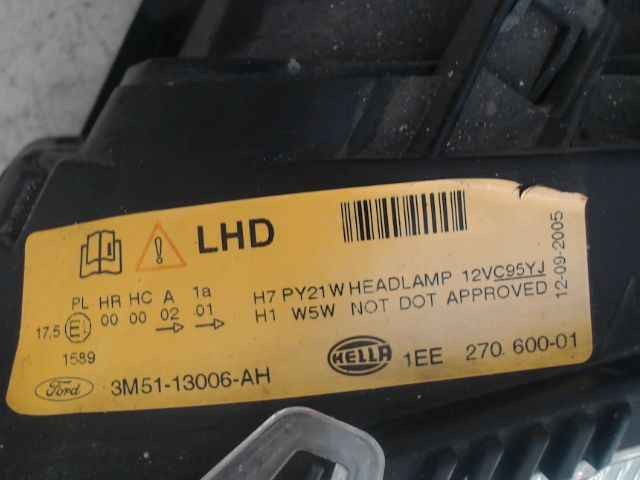 LHD
PL HR HC A 1a
17.5 E1 00 00 02 01
1589
H7 PY21W HEADLAMP 12V C95YJ
H1 W5W NOT DOT APPROVED
12-09-2005
Ford 3M51-13006-AH
HELLA 1EE 270 600-01